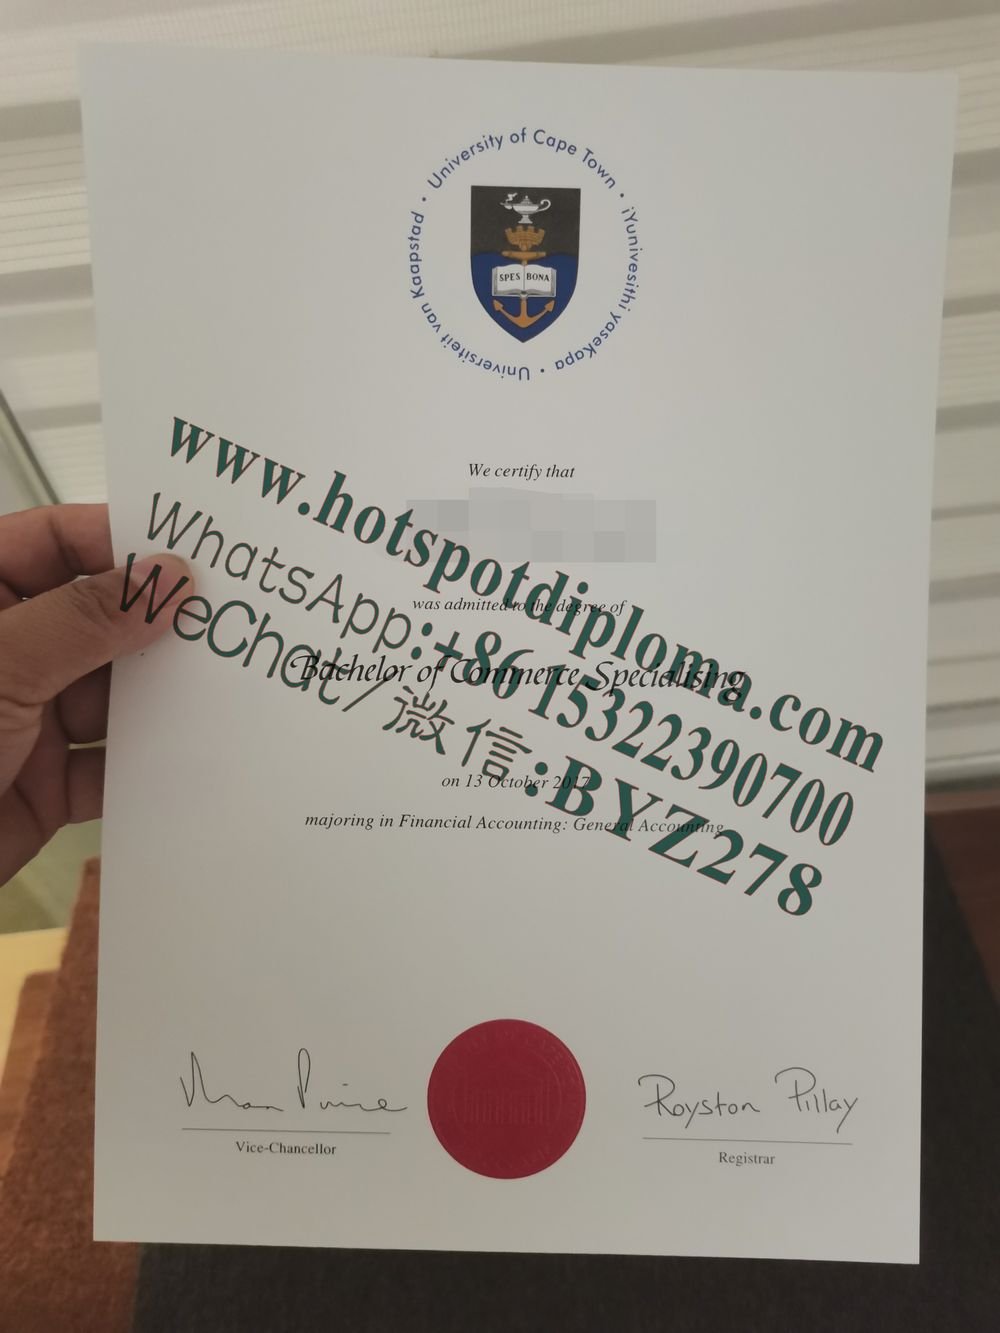 University of Cape Town • iYunivesithi yaseKapa • Universiteit van Kaapstad •
SPES BONA
We certify that
www.hotspotdiploma.com
was admitted to the degree of
WhatsApp:+86 15322390700
Bachelor of Commerce Specialising
WeChat/微信:BYZ278
on 13 October 2017
majoring in Financial Accounting: General Accounting
Royston Pillay
Vice-Chancellor
Registrar